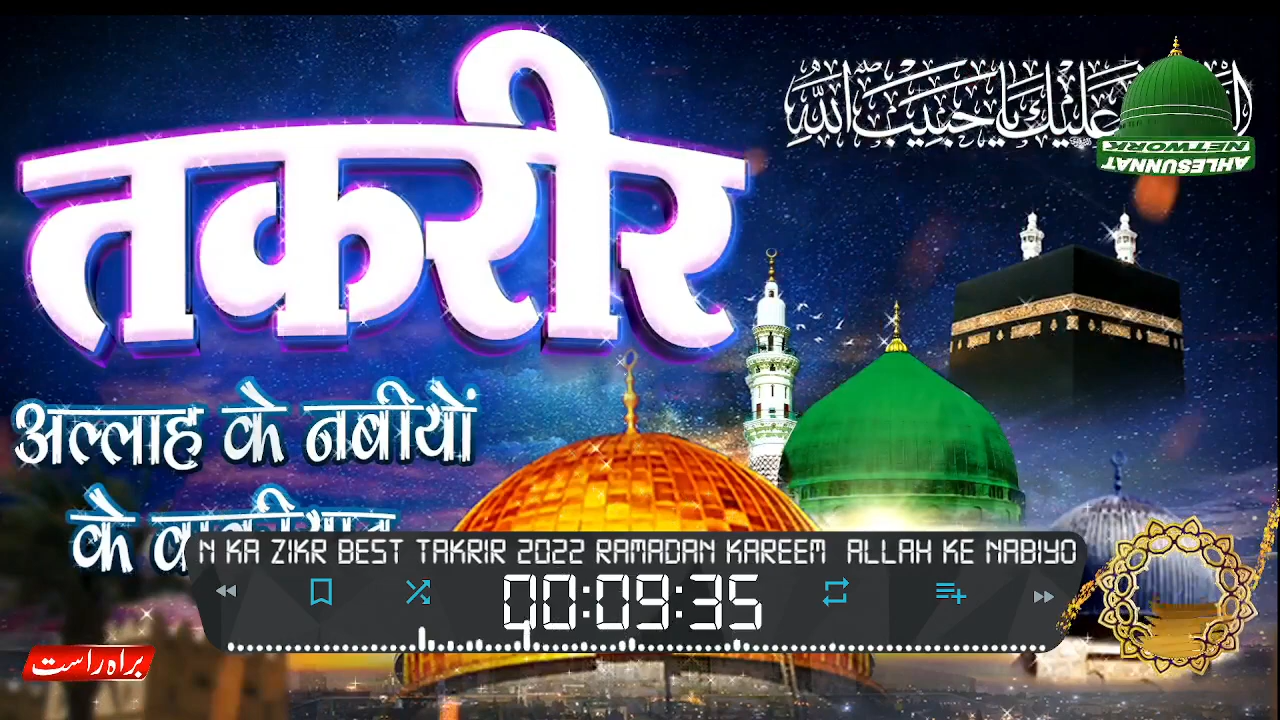 तकरीर
عليك يا حبيب الله
AHLESUNNAT
NETWORK
अल्लाह के नबीयों
के
N KA ZIKR BEST TAKRIR 2022 RAMADAN KAREEM ALLAH KE NABIYO
00:09:35
براہ راست